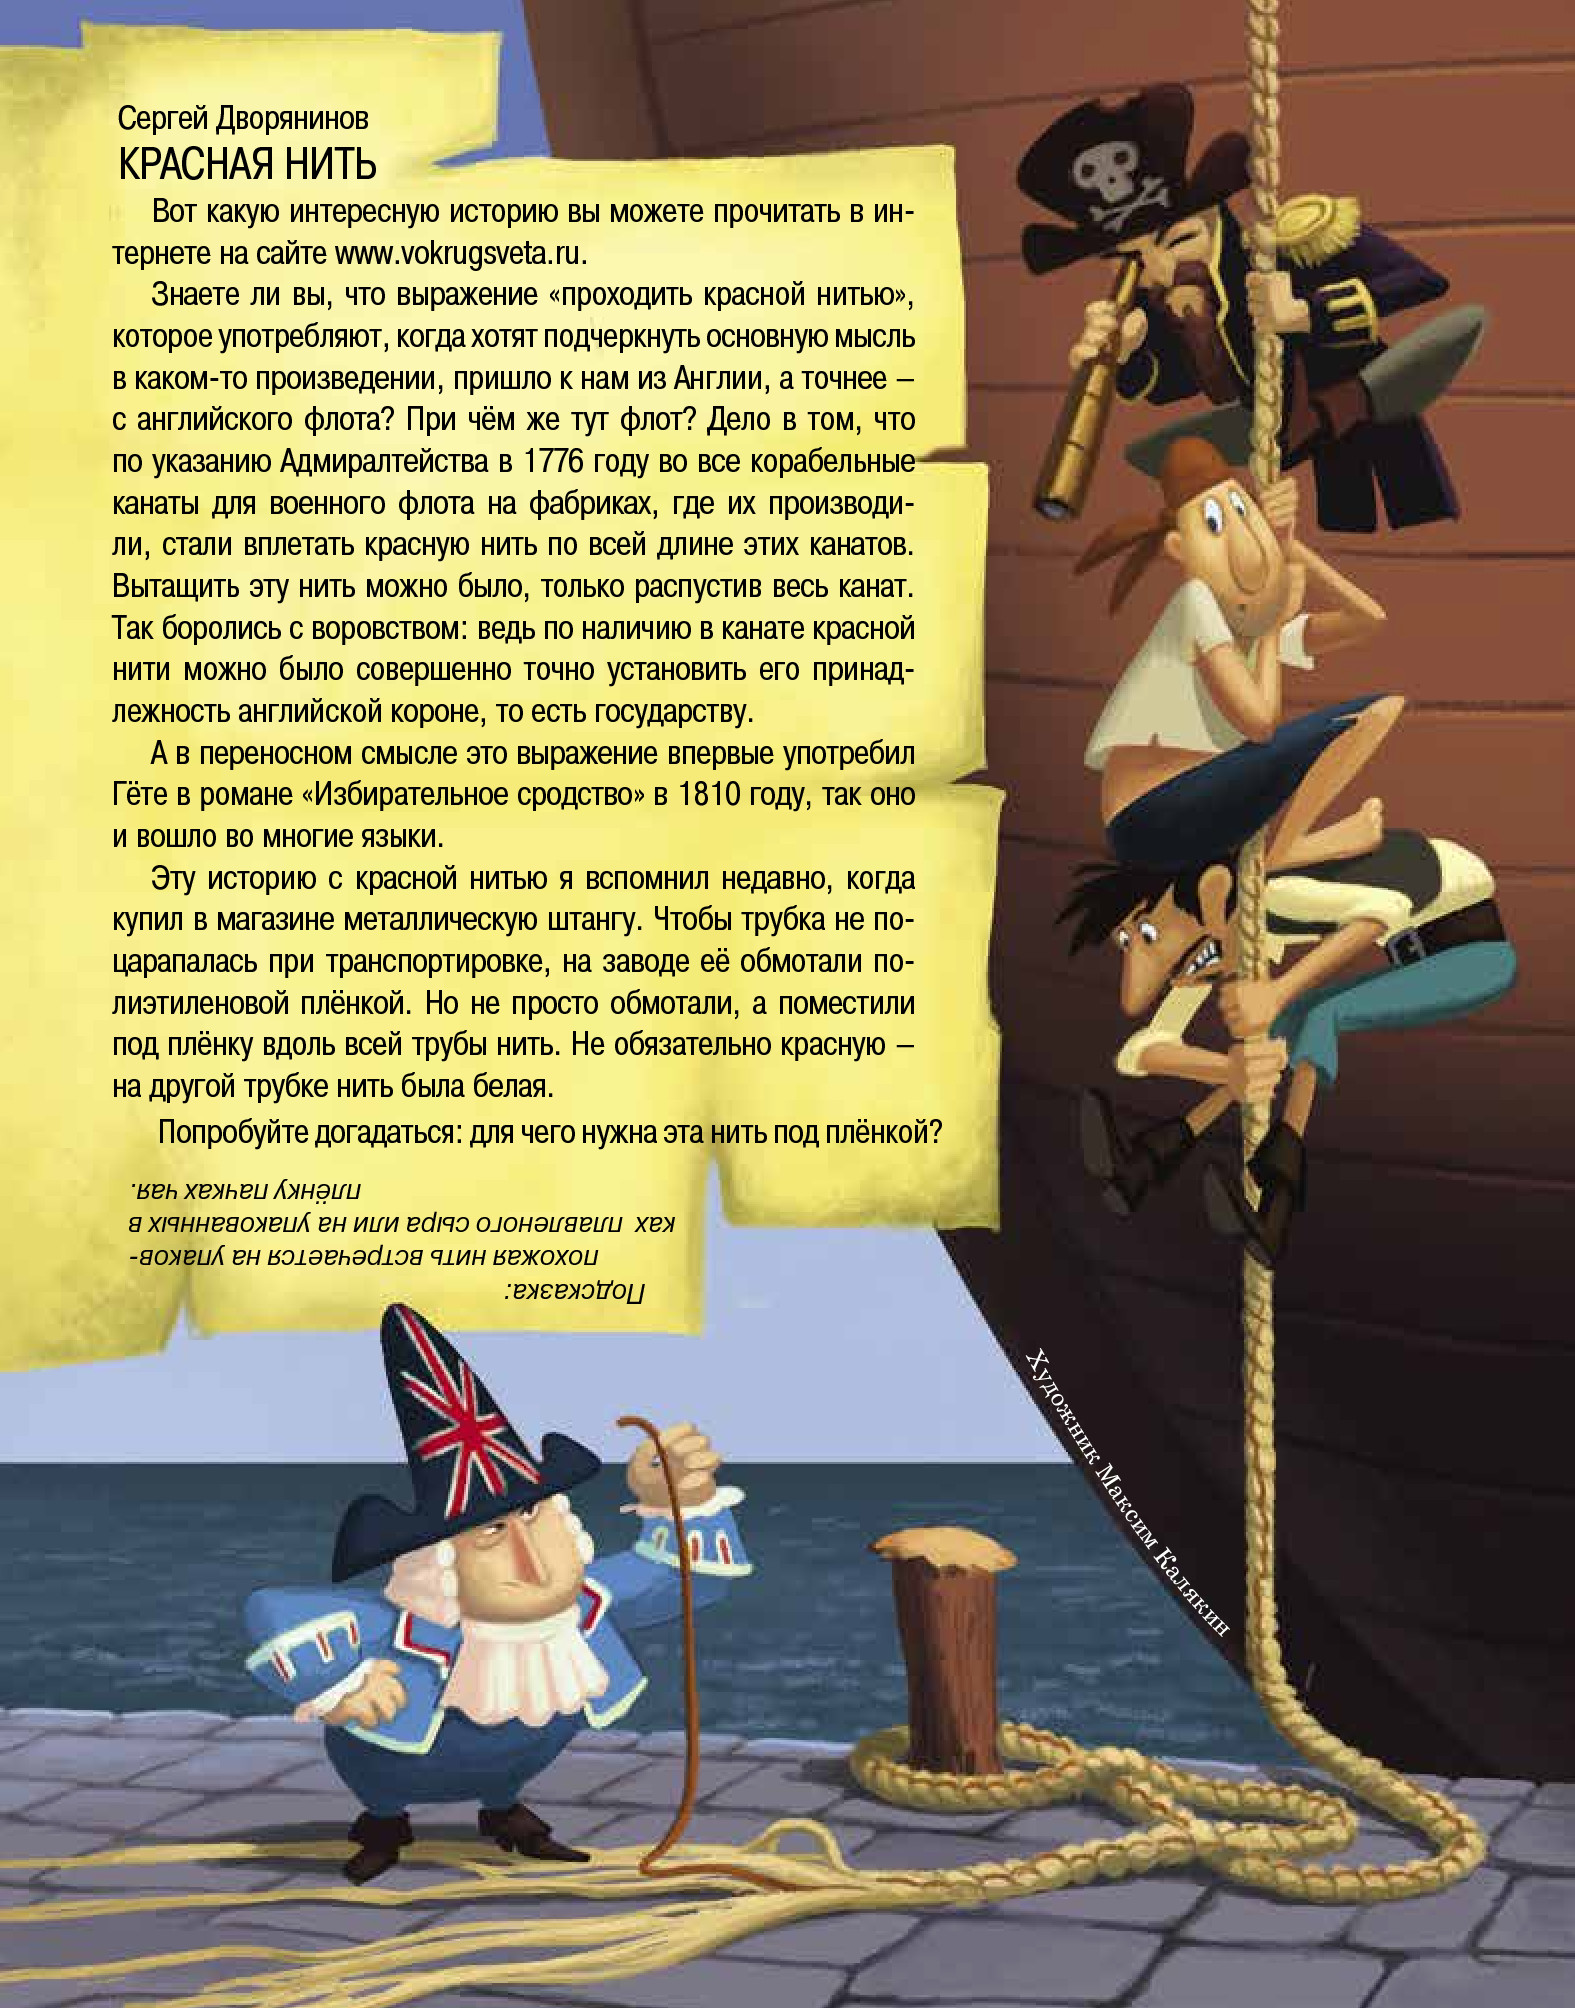 Сергей Дворянинов
КРАСНАЯ НИТЬ
Вот какую интересную историю вы можете прочитать в ин-
тернете на сайте www.vokrugsveta.ru.
Знаете ли вы, что выражение «проходить красной нитью»,
которое употребляют, когда хотят подчеркнуть основную мысль
в каком-то произведении, пришло к нам из Англии, а точнее –
с английского флота? При чём же тут флот? Дело в том, что
по указанию Адмиралтейства в 1776 году во все корабельные
канаты для военного флота на фабриках, где их производи-
ли, стали вплетать красную нить по всей длине этих канатов.
Вытащить эту нить можно было, только распустив весь канат.
Так боролись с воровством: ведь по наличию в канате красной
нити можно было совершенно точно установить его принад-
лежность английской короне, то есть государству.
А в переносном смысле это выражение впервые употребил
Гёте в романе «Избирательное сродство» в 1810 году, так оно
и вошло во многие языки.
Эту историю с красной нитью я вспомнил недавно, когда
купил в магазине металлическую штангу. Чтобы трубка не по-
царапалась при транспортировке, на заводе её обмотали по-
лиэтиленовой плёнкой. Но не просто обмотали, а поместили
под плёнку вдоль всей трубы нить. Не обязательно красную –
на другой трубке нить была белая.
Попробуйте догадаться: для чего нужна эта нить под плёнкой?
Подсказка:
похожая нить встречается на упаков-
ках плавленого сыра или на упакованных в
плёнку пачках чая.
Художник Максим Калякин